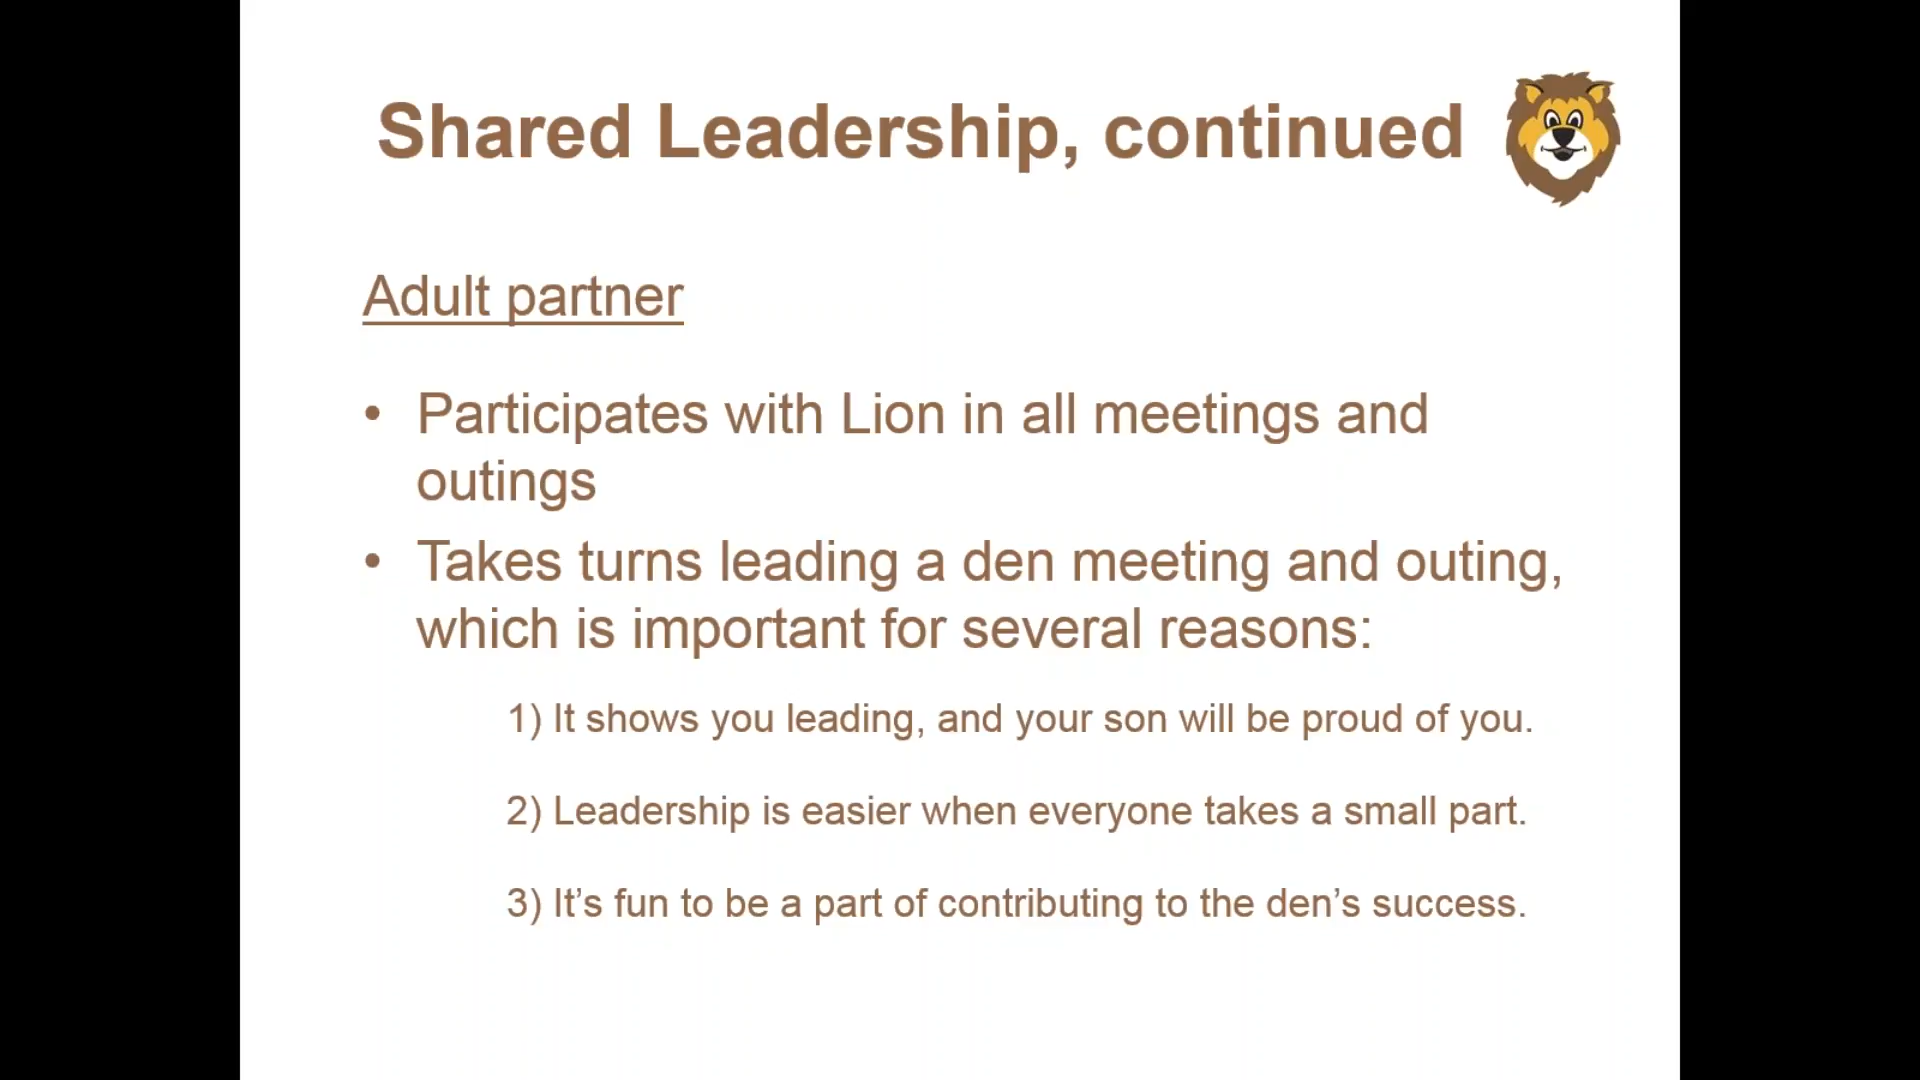 Shared Leadership, continued
Adult partner
• Participates with Lion in all meetings and
outings
• Takes turns leading a den meeting and outing,
which is important for several reasons:
1) It shows you leading, and your son will be proud of you.
2) Leadership is easier when everyone takes a small part.
3) It’s fun to be a part of contributing to the den’s success.